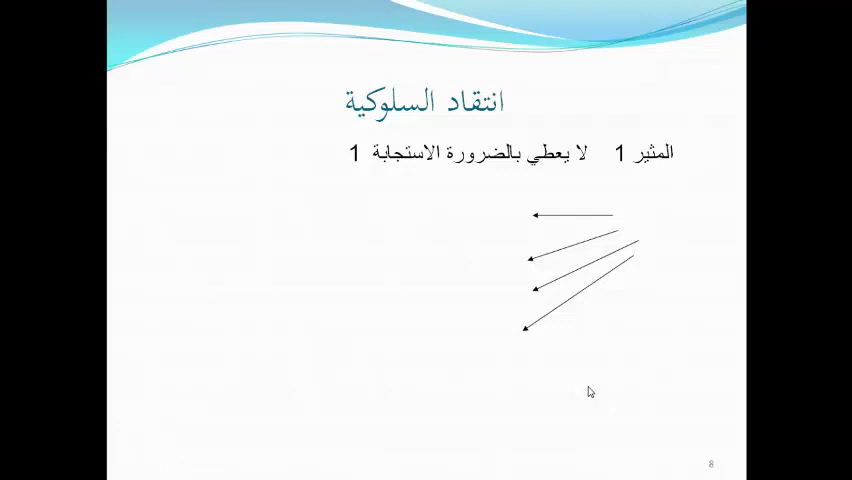 انتقاد السلوكية
المثير 1 لا يعطي بالضرورة الاستجابة 1
8